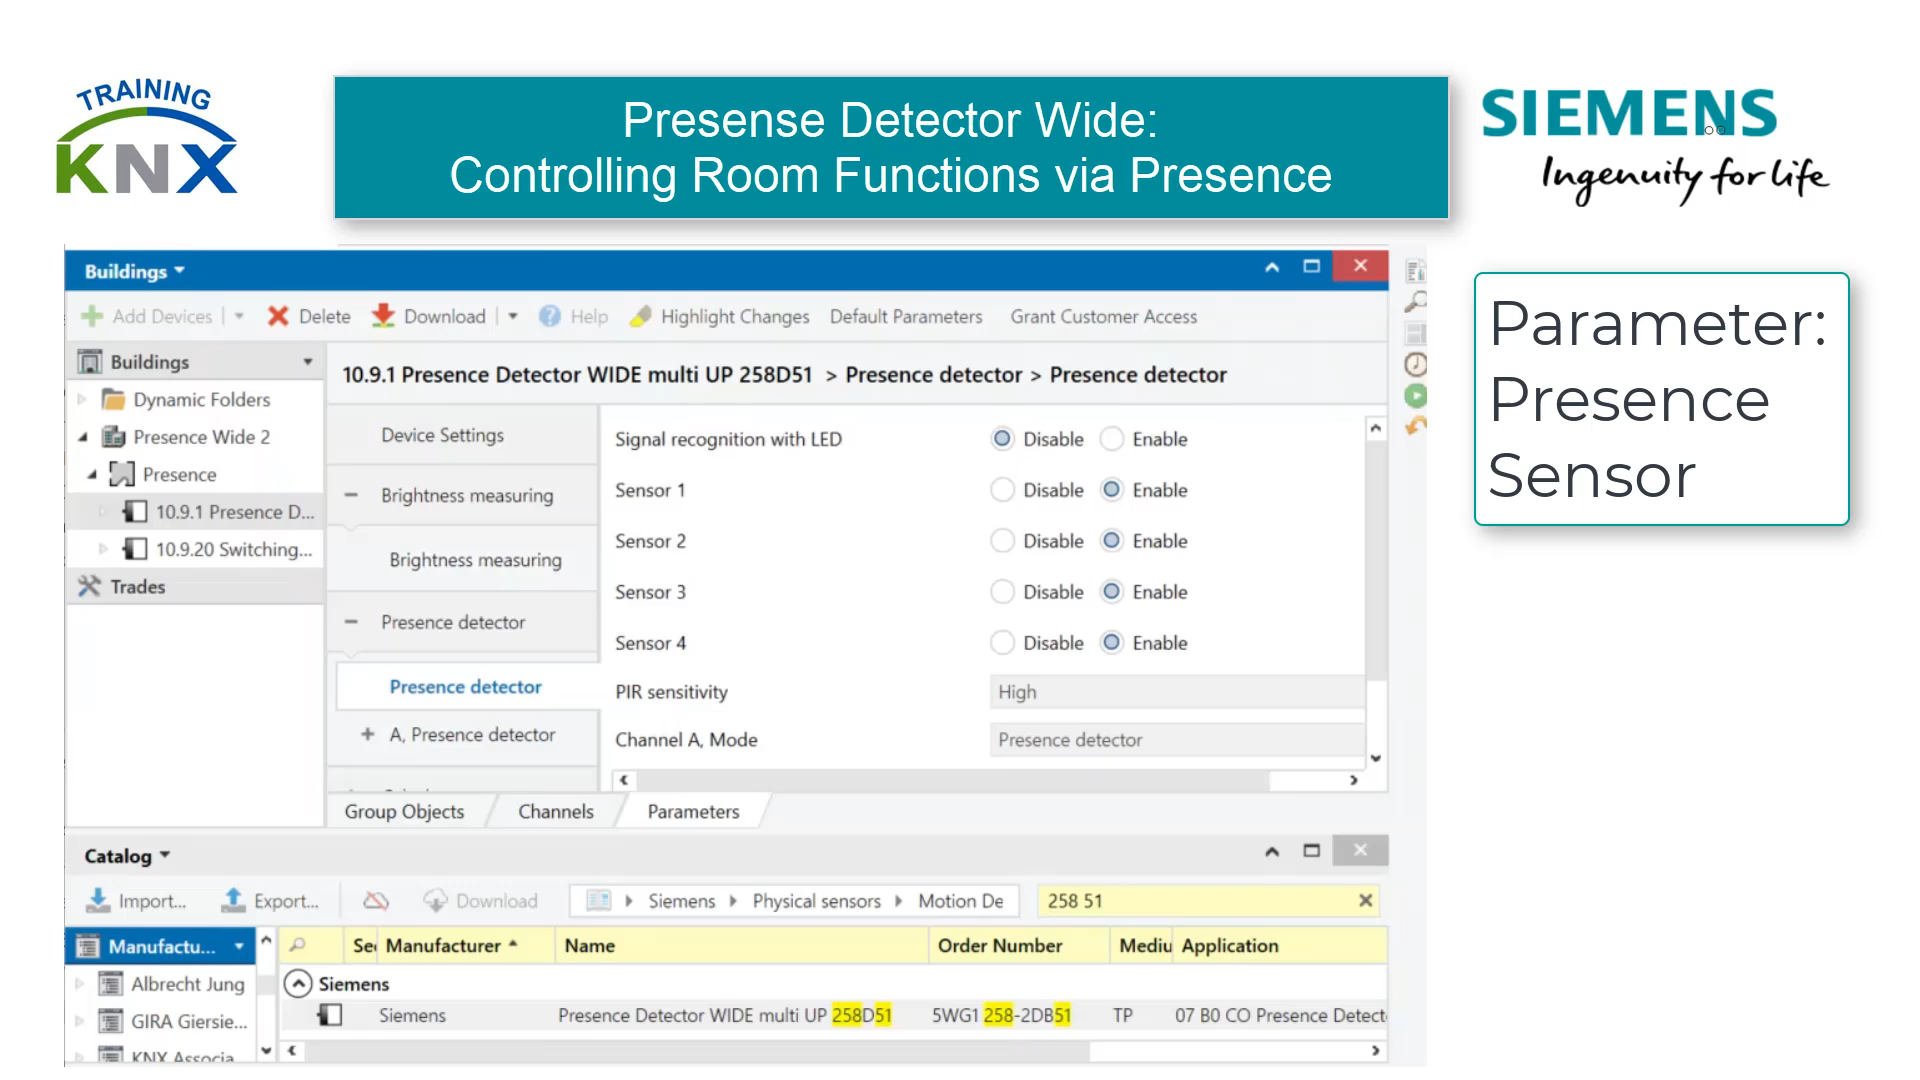 TRAINING
KNX
Presense Detector Wide:
Controlling Room Functions via Presence
SIEMENS
Ingenuity for life
Parameter:
Presence
Sensor
Buildings
Add Devices
Delete
Download
Help
Highlight Changes
Default Parameters
Grant Customer Access
Buildings
Dynamic Folders
Presence Wide 2
Presence
10.9.1 Presence D...
10.9.20 Switching...
Trades
10.9.1 Presence Detector WIDE multi UP 258D51 > Presence detector > Presence detector
Device Settings
Brightness measuring
Brightness measuring
Presence detector
Presence detector
A, Presence detector
Signal recognition with LED Disable Enable
Sensor 1 Disable Enable
Sensor 2 Disable Enable
Sensor 3 Disable Enable
Sensor 4 Disable Enable
PIR sensitivity High
Channel A, Mode Presence detector
Group Objects Channels Parameters
Catalog
Import... Export... Download Siemens Physical sensors Motion De 258 51
Manufactu...
Albrecht Jung
GIRA Giersie...
KNX Associa
Manufacturer Name Order Number Mediu Application
Siemens
Siemens Presence Detector WIDE multi UP 258D51 5WG1 258-2DB51 TP 07 B0 CO Presence Detect